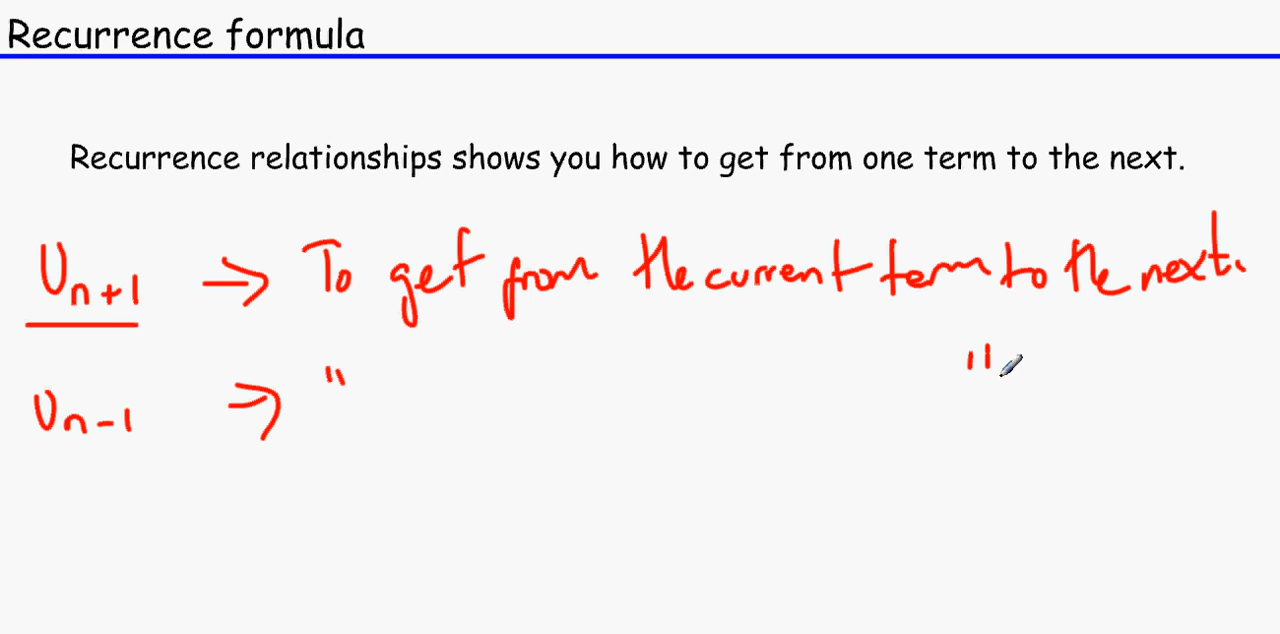 Recurrence formula
Recurrence relationships shows you how to get from one term to the next.
Un+1 → To get from the current term to the next.
Un-1 → " "